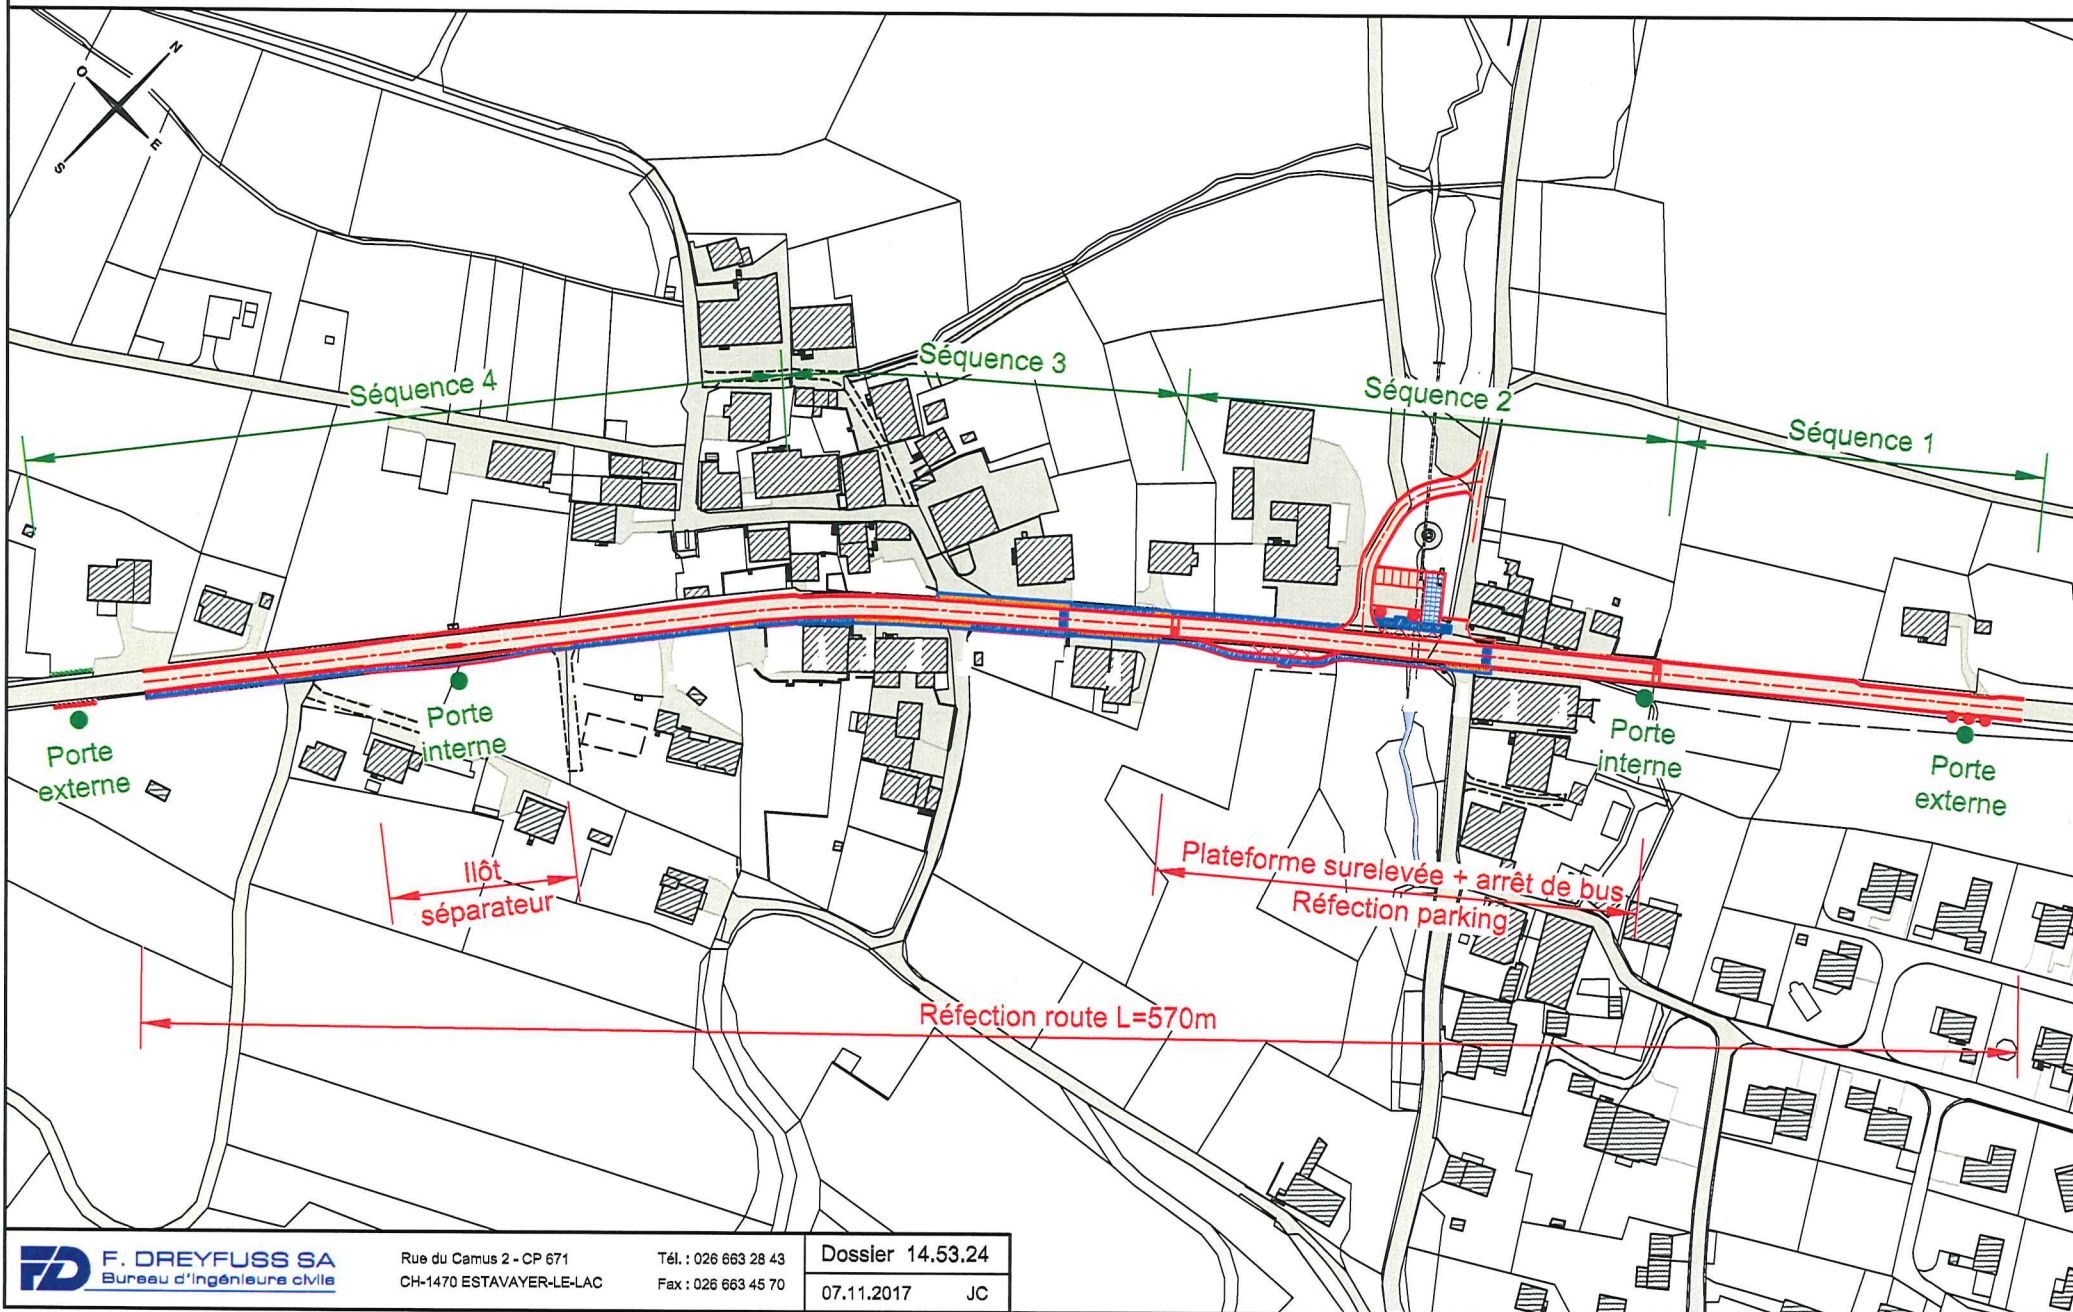 N
O
E
S
Séquence 4
Séquence 3
Séquence 2
Séquence 1
Porte
externe
Porte
interne
Porte
interne
Porte
externe
Ilôt
séparateur
Plateforme surelevée + arrêt de bus
Réfection parking
Réfection route L=570m
FD F. DREYFUSS SA
Bureau d'ingénieurs civils
Rue du Camus 2 - CP 671
CH-1470 ESTAVAYER-LE-LAC
Tél. : 026 663 28 43
Fax : 026 663 45 70
Dossier 14.53.24
07.11.2017 JC